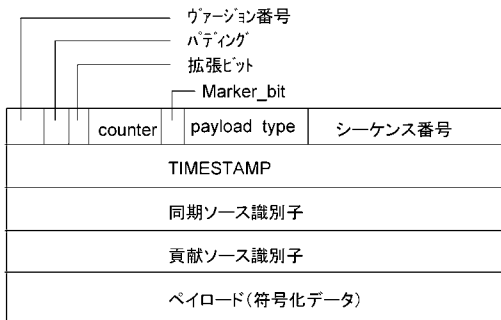 ヴァージョン番号
パディング
拡張ビット
Marker_bit
counter
payload type
シーケンス番号
TIMESTAMP
同期ソース識別子
貢献ソース識別子
ペイロード(符号化データ)